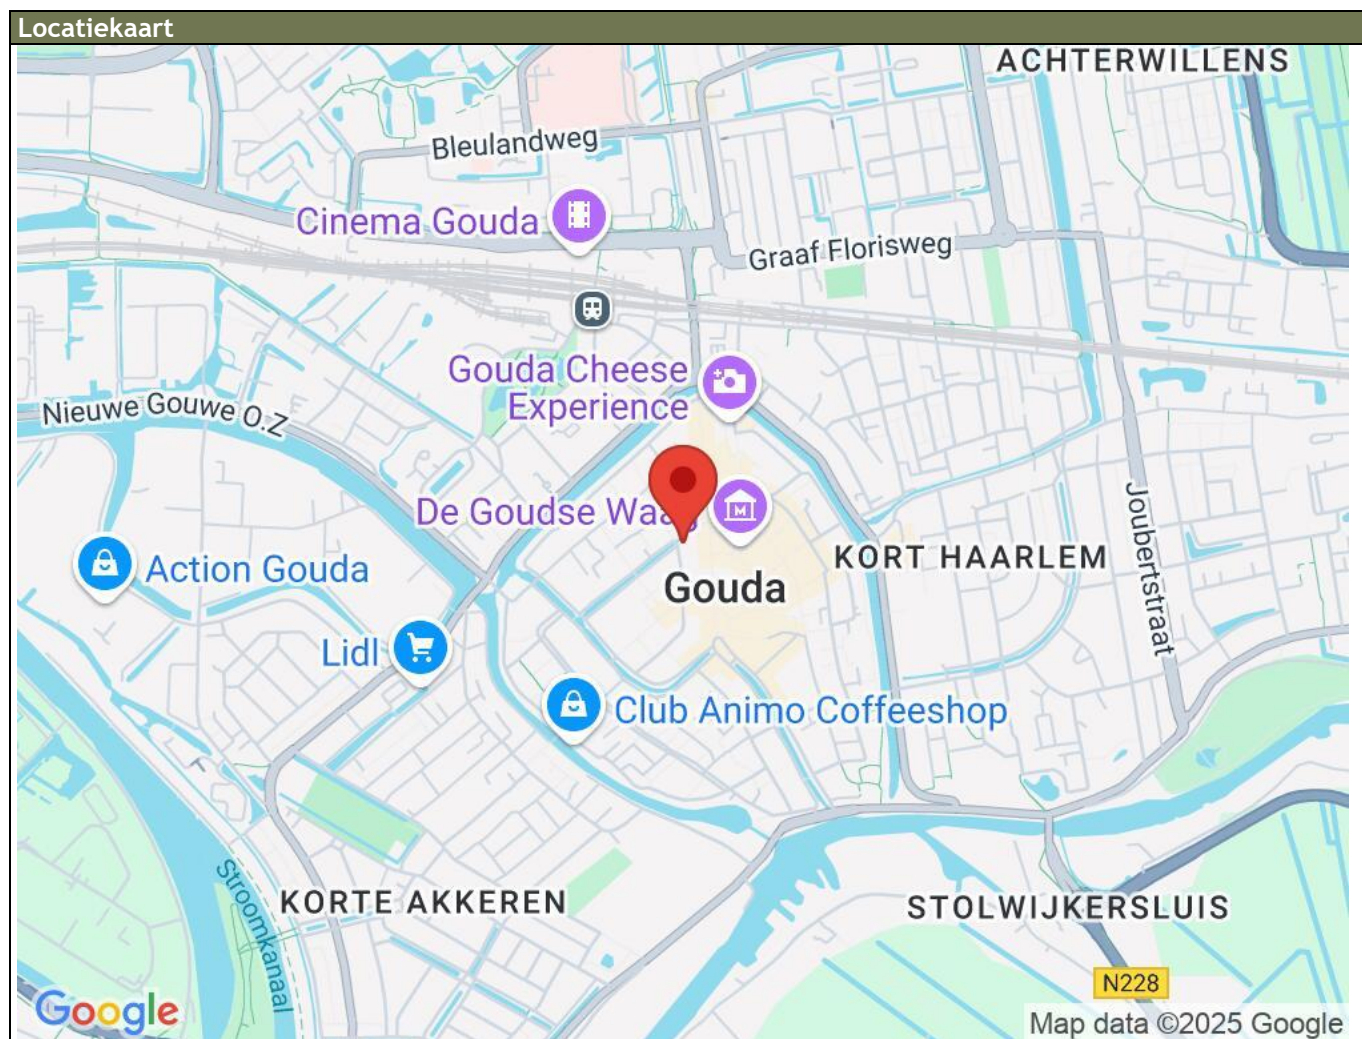 Locatiekaart
ACHTERWILLENS
Bleulandweg
Cinema Gouda
Graaf Florisweg
Gouda Cheese
Experience
Nieuwe Gouwe O.Z
De Goudse Waag
Joubertstraat
KORT HAARLEM
Action Gouda
Gouda
Lidl
Club Animo Coffeeshop
Stroomkanaal
KORTE AKKEREN
STOLWIJKERSLUIS
N228
Google
Map data ©2025 Google